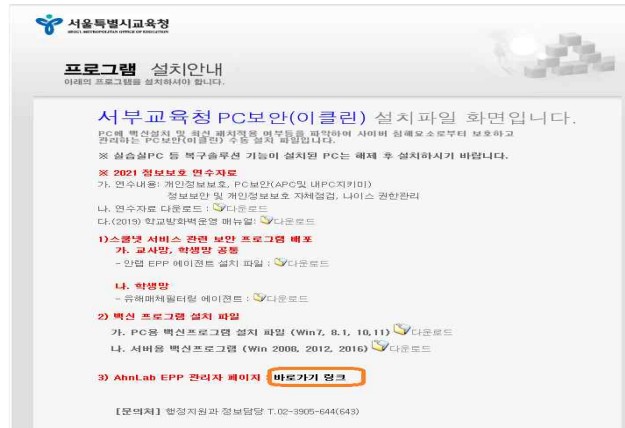 서울특별시교육청
SEOUL METROPOLITAN OFFICE OF EDUCATION
프로그램 설치안내
아래의 프로그램을 설치하셔야 합니다.
서부교육청 PC보안(이클린) 설치파일 화면입니다.
PC에 백신설치 및 최신 패치적용 여부등을 파악하여 사이버 침해요소로부터 보호하고
관리하는 PC보안(이클린) 수동 설치 파일입니다.
※ 실습실PC 등 복구솔루션 기능이 설치된 PC는 해제 후 설치하시기 바랍니다.
※ 2021 정보보호 연수자료
가. 연수내용: 개인정보보호, PC보안(APC및 내PC지키미)
정보보안 및 개인정보보호 자체점검, 나이스 권한관리
나. 연수자료 다운로드 : 다운로드
다.(2019) 학교방화벽운영 매뉴얼: 다운로드
1)스쿨넷 서비스 관련 보안 프로그램 배포
가. 교사망, 학생망 공통
- 안랩 EPP 에이젼트 설치 파일 : 다운로드
나. 학생망
- 유해매체필터링 에이젼트 : 다운로드
2) 백신 프로그램 설치 파일
가. PC용 백신프로그램 설치 파일 (Win7, 8.1, 10,11) 다운로드
나. 서버용 백신프로그램 (Win 2008, 2012, 2016) 다운로드
3) AhnLab EPP 관리자 페이지 : 바로가기 링크
[문의처] 행정지원과 정보담당 T.02-3905-644(643)